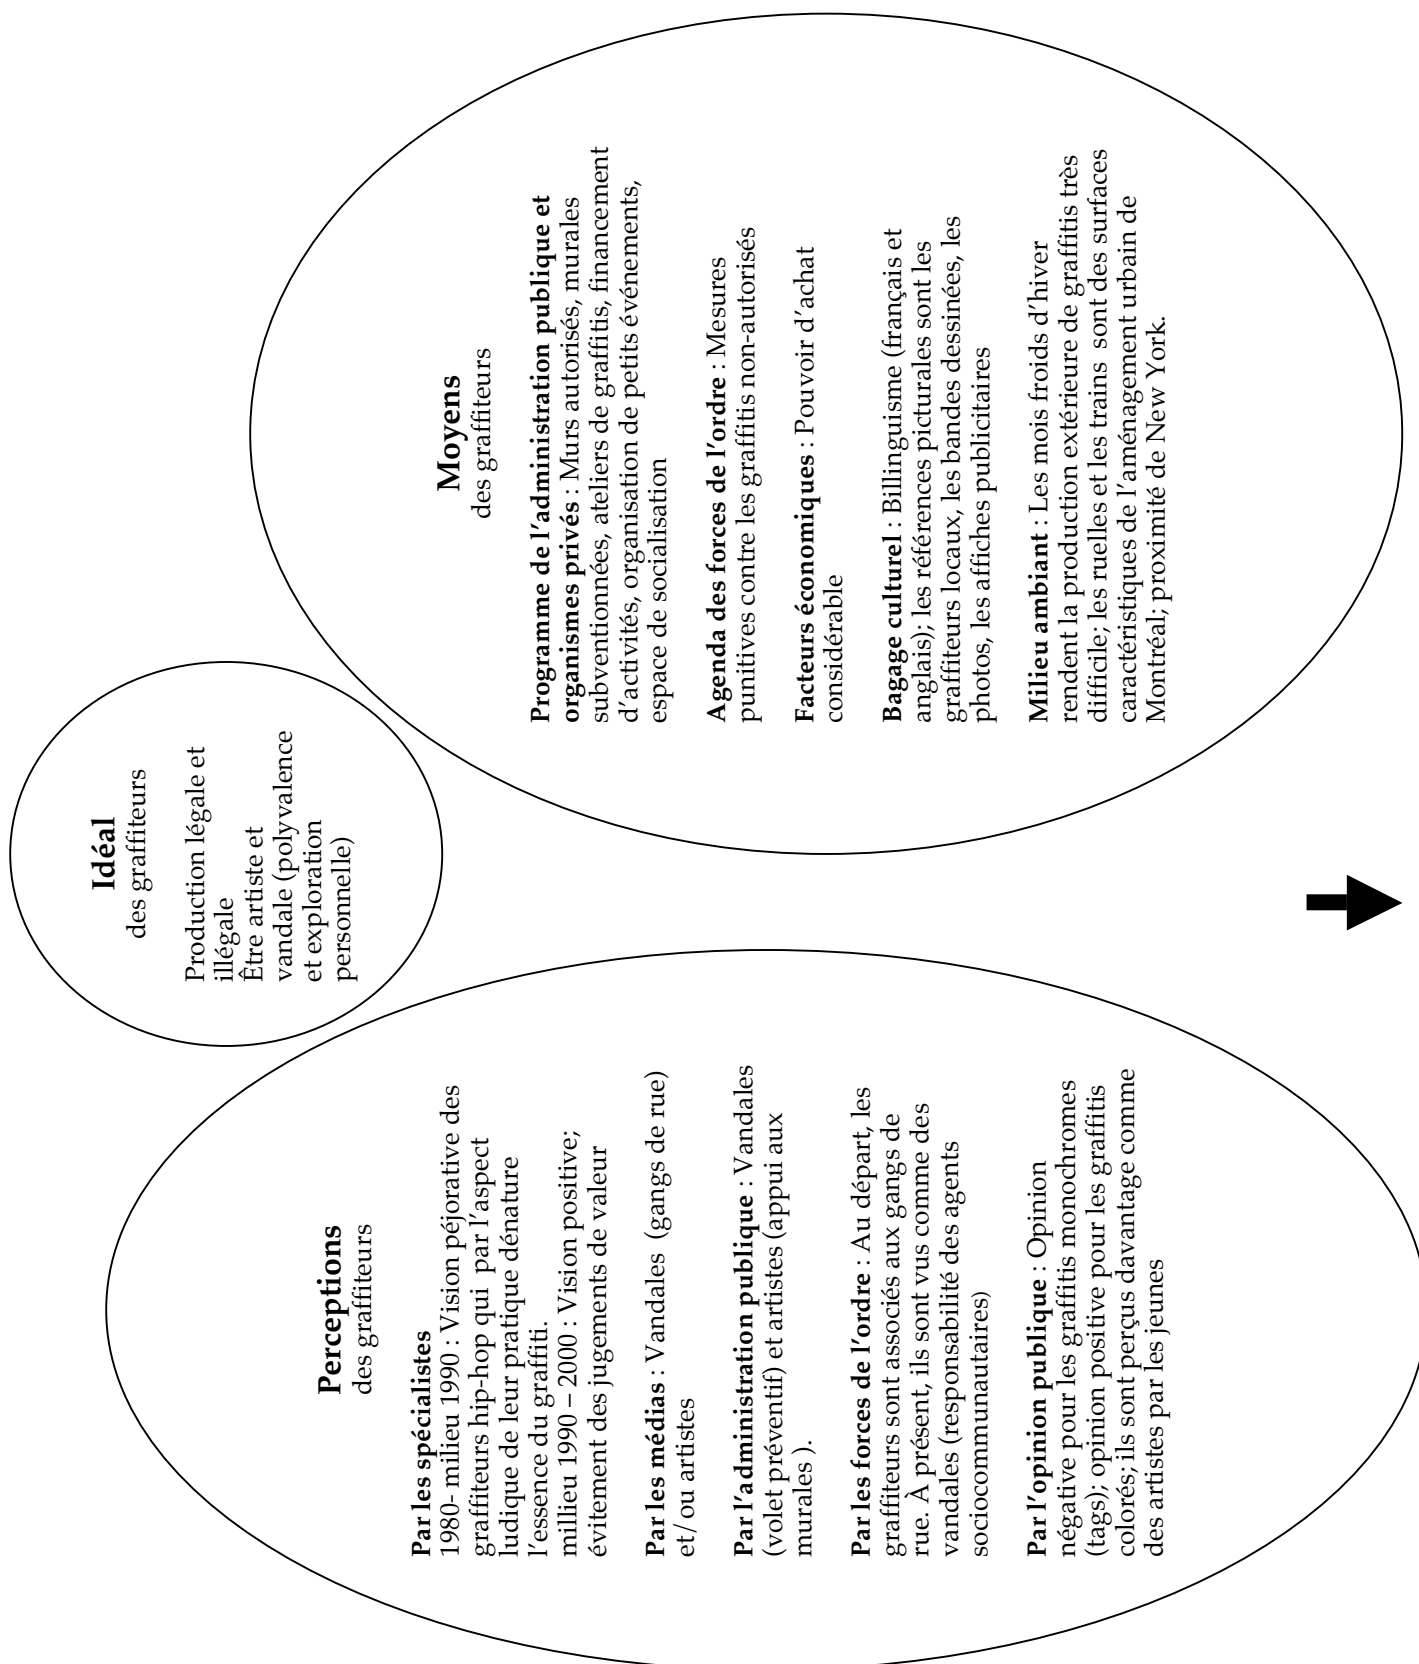 Perceptions
des graffiteurs
Par les spécialistes
1980- milieu 1990 : Vision péjorative des
graffiteurs hip-hop qui  par l'aspect
ludique de leur pratique dénature
l'essence du graffiti.
millieu 1990 – 2000 : Vision positive;
évitement des jugements de valeur
Par les médias : Vandales  (gangs de rue)
et/ou artistes
Par l'administration publique : Vandales
(volet préventif) et artistes (appui aux
murales ).
Par les forces de l'ordre : Au départ, les
graffiteurs sont associés aux gangs de
rue. À présent, ils sont vus comme des
vandales (responsabilité des agents
sociocommunautaires)
Par l'opinion publique : Opinion
négative pour les graffitis monochromes
(tags); opinion positive pour les graffitis
colorés; ils sont perçus davantage comme
des artistes par les jeunes
Idéal
des graffiteurs
Production légale et
illégale
Être artiste et
vandale (polyvalence
et exploration
personnelle)
Moyens
des graffiteurs
Programme de l'administration publique et
organismes privés : Murs autorisés, murales
subventionnées, ateliers de graffitis, financement
d'activités, organisation de petits événements,
espace de socialisation
Agenda des forces de l'ordre : Mesures
punitives contre les graffitis non-autorisés
Facteurs économiques : Pouvoir d'achat
considérable
Bagage culturel : Billinguisme (français et
anglais); les références picturales sont les
graffiteurs locaux, les bandes dessinées, les
photos, les affiches publicitaires
Milieu ambiant : Les mois froids d'hiver
rendent la production extérieure de graffitis très
difficile; les ruelles et les trains  sont des surfaces
caractéristiques de l'aménagement urbain de
Montréal; proximité de New York.